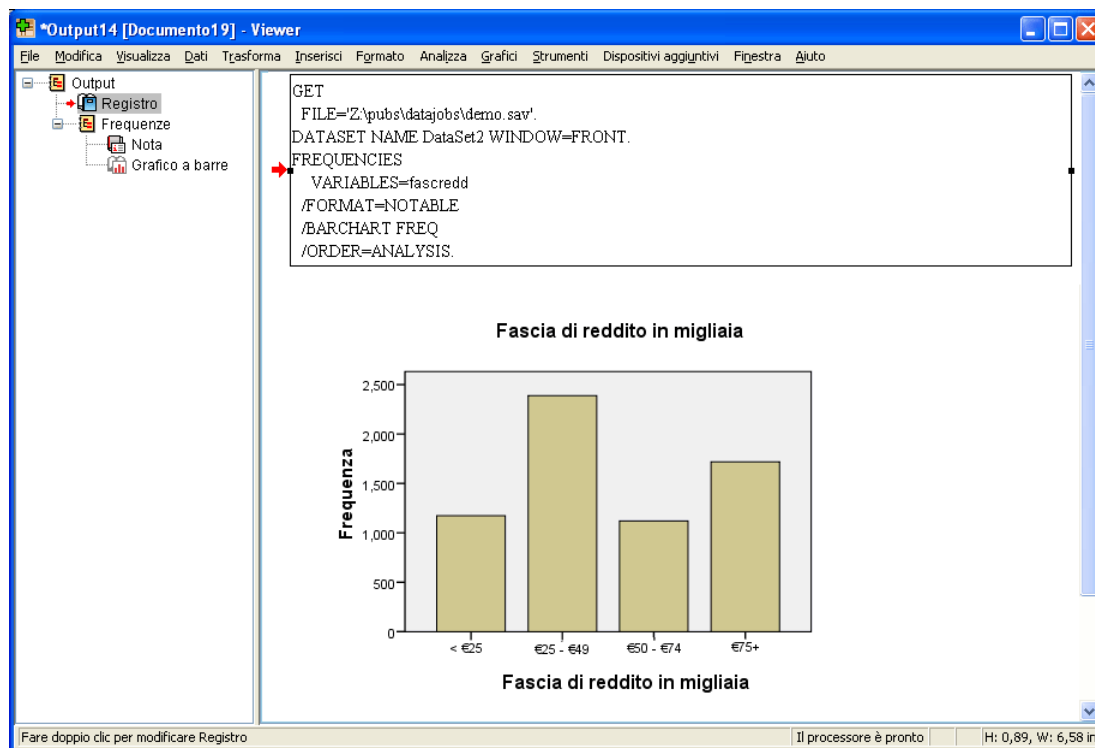 *Output14 [Documento19] - Viewer
File Modifica Visualizza Dati Trasforma Inserisci Formato Analizza Grafici Strumenti Dispositivi aggiuntivi Finestra Aiuto
Output
Registro
Frequenze
Nota
Grafico a barre
GET
FILE='Z:\pubs\datajobs\demo.sav'.
DATASET NAME DataSet2 WINDOW=FRONT.
FREQUENCIES
VARIABLES=fascredd
/FORMAT=NOTABLE
/BARCHART FREQ
/ORDER=ANALYSIS.
Fascia di reddito in migliaia
Frequenza
2,500
2,000
1,500
1,000
500
0
< €25 €25 - €49 €50 - €74 €75+
Fascia di reddito in migliaia
Fare doppio clic per modificare Registro Il processore è pronto H: 0,89, W: 6,58 in